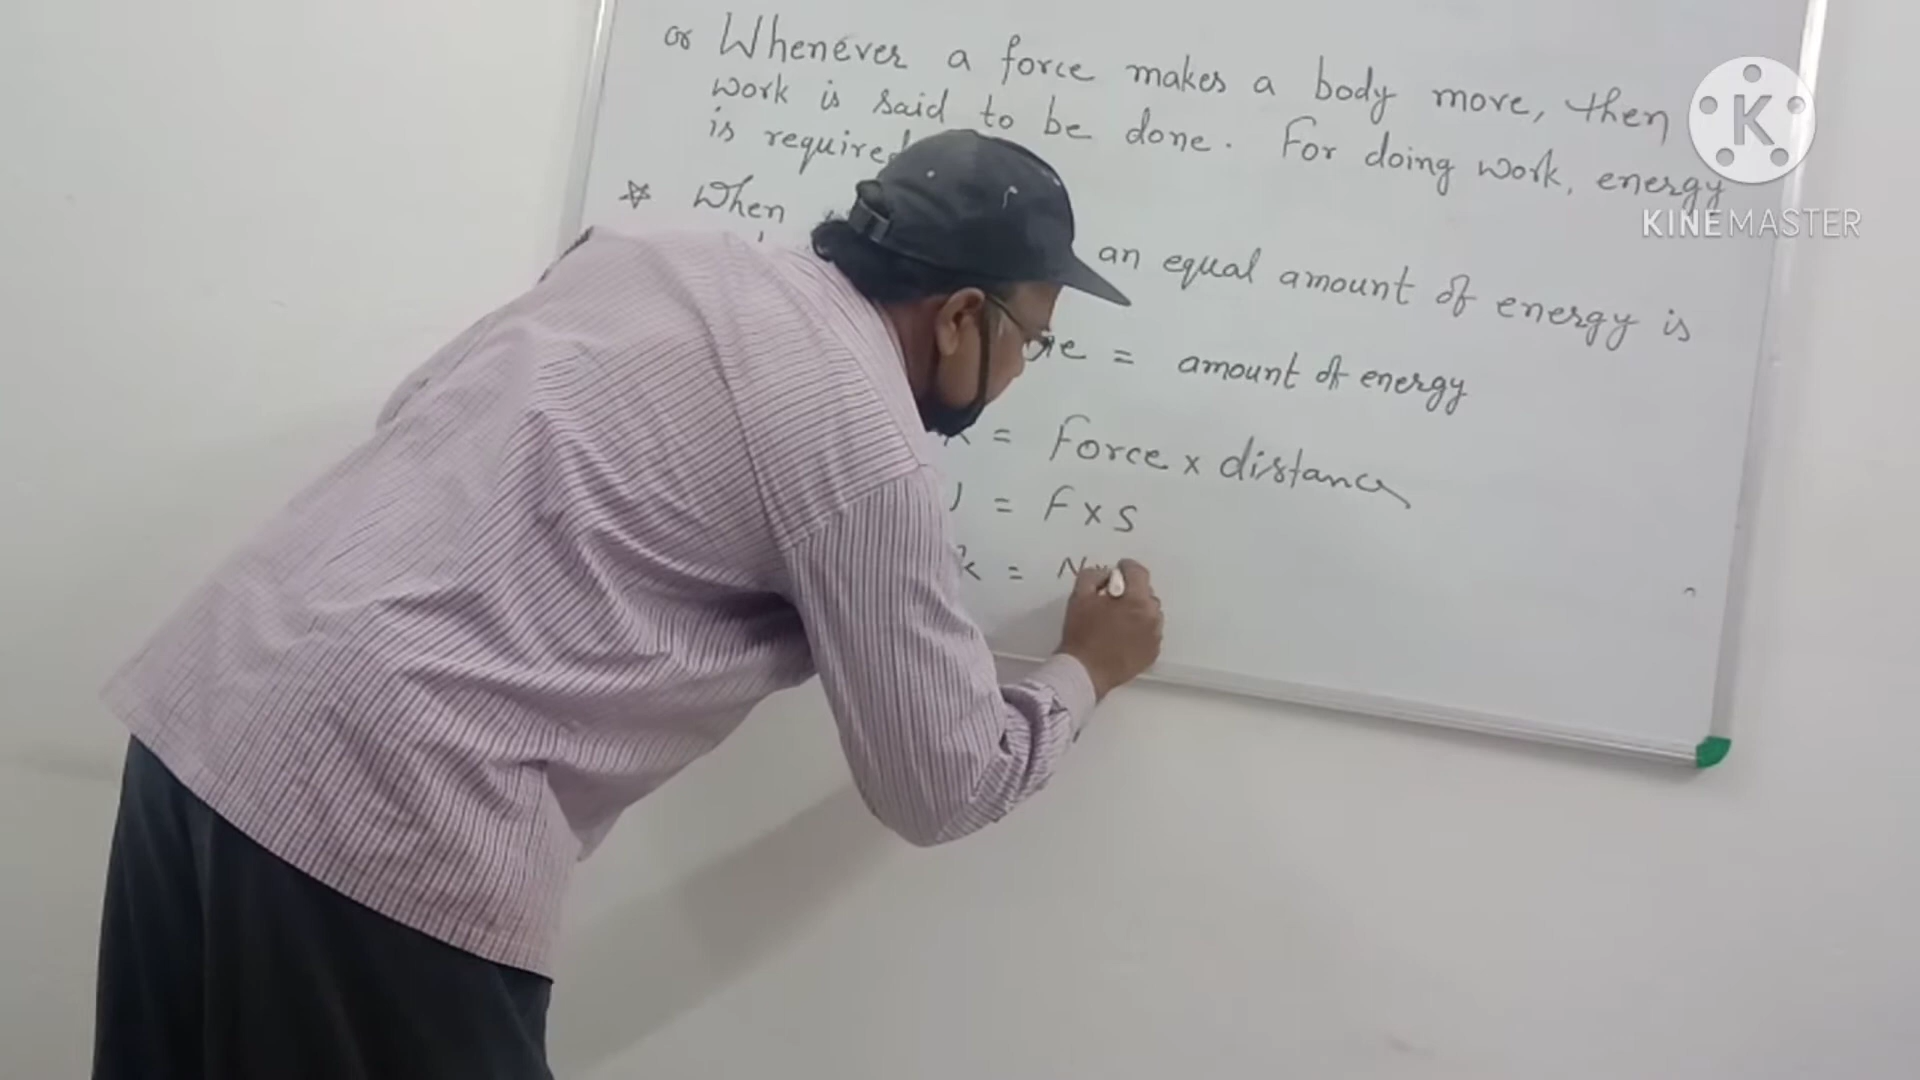 or Whenever a force makes a body move, then
work is said to be done. For doing work, energy
is required
☆ When an equal amount of energy is
= amount of energy
= Force x distance
= F x S
= N
K
KINEMASTER